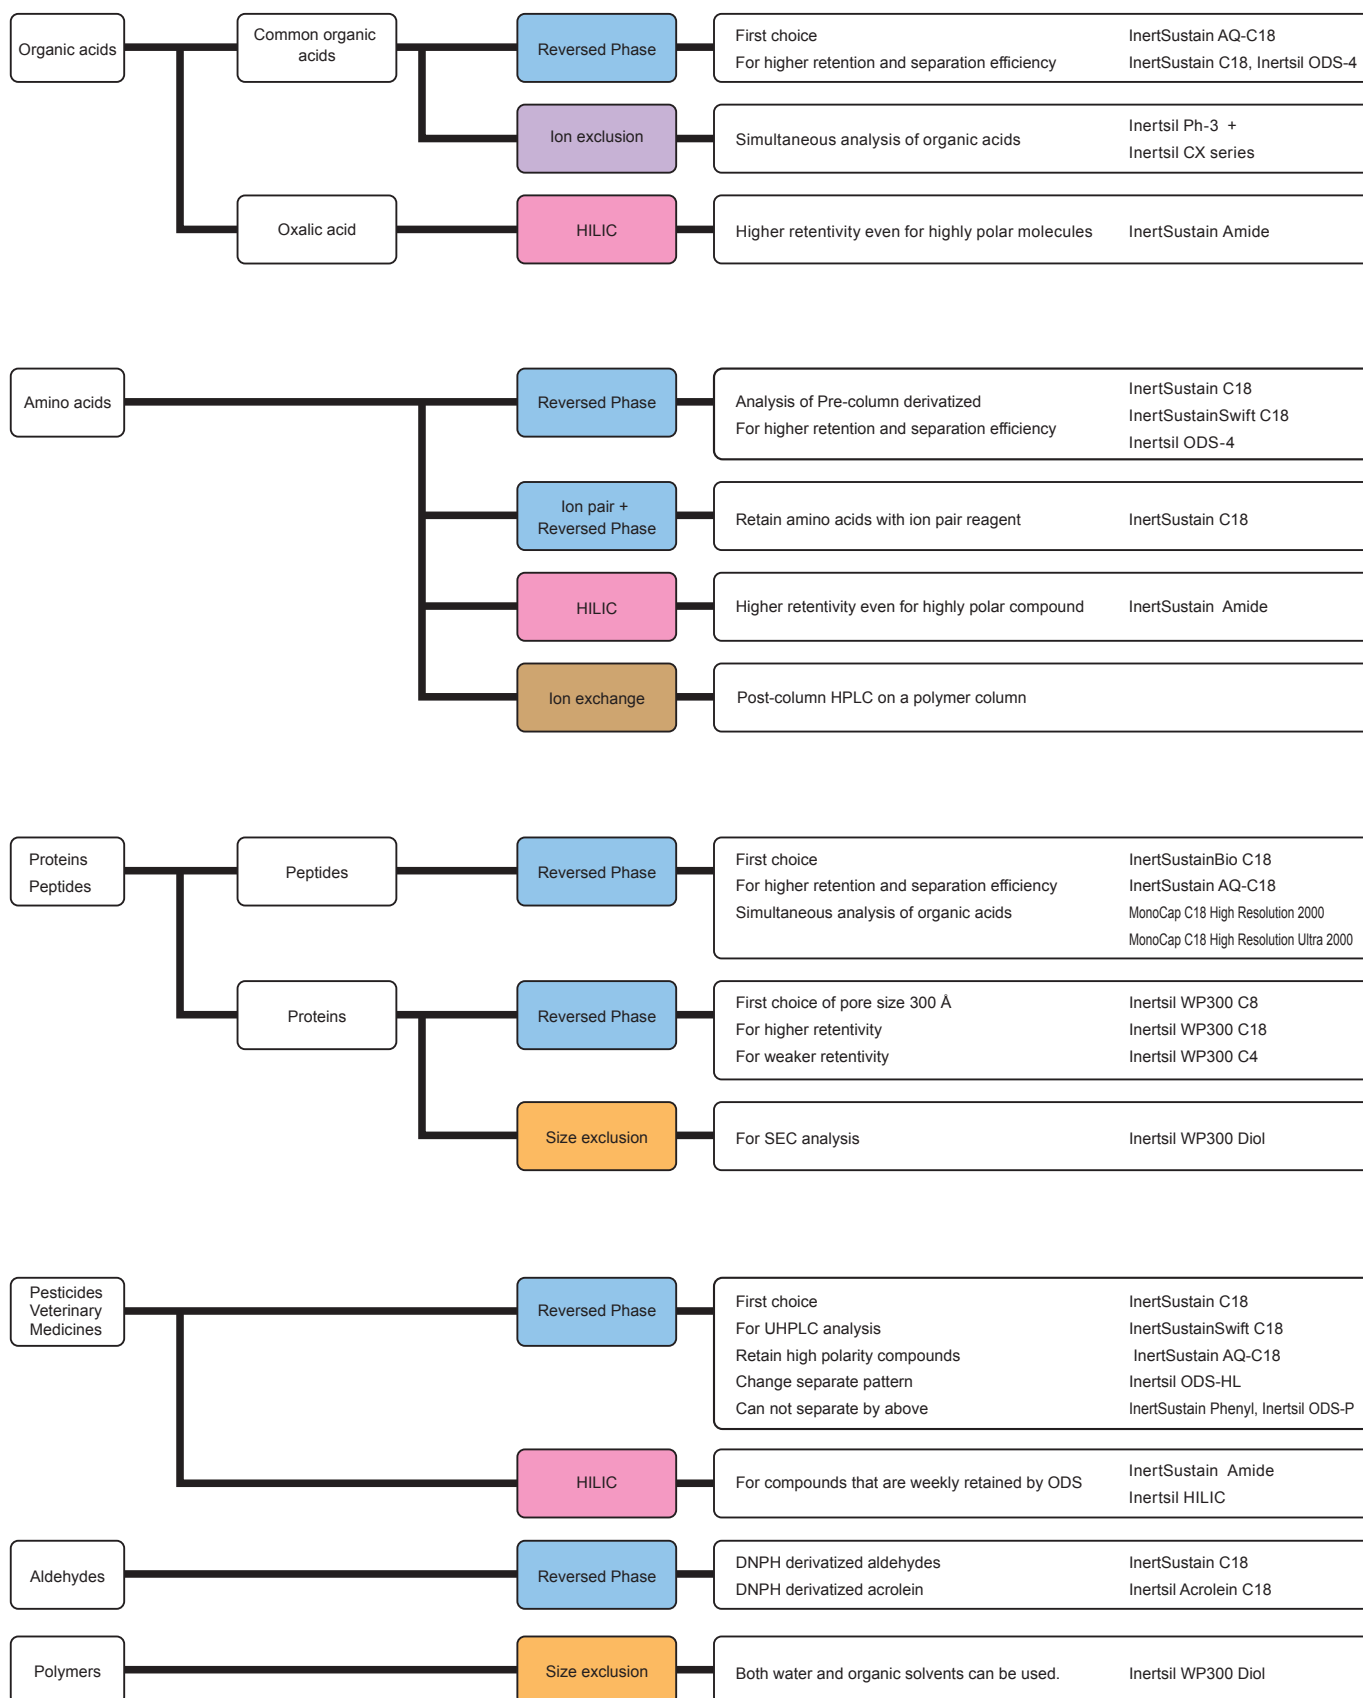 Organic acids
Common organic
acids
Reversed Phase
First choice InertSustain AQ-C18
For higher retention and separation efficiency InertSustain C18, Inertsil ODS-4
Ion exclusion
Simultaneous analysis of organic acids
Inertsil Ph-3 +
Inertsil CX series
Oxalic acid
HILIC
Higher retentivity even for highly polar molecules InertSustain Amide
Amino acids
Reversed Phase
Analysis of Pre-column derivatized
For higher retention and separation efficiency
InertSustain C18
InertSustainSwift C18
Inertsil ODS-4
Ion pair +
Reversed Phase
Retain amino acids with ion pair reagent InertSustain C18
HILIC
Higher retentivity even for highly polar compound InertSustain Amide
Ion exchange
Post-column HPLC on a polymer column
Proteins
Peptides
Peptides
Reversed Phase
First choice InertSustainBio C18
For higher retention and separation efficiency InertSustain AQ-C18
Simultaneous analysis of organic acids MonoCap C18 High Resolution 2000
MonoCap C18 High Resolution Ultra 2000
Proteins
Reversed Phase
First choice of pore size 300 Å Inertsil WP300 C8
For higher retentivity Inertsil WP300 C18
For weaker retentivity Inertsil WP300 C4
Size exclusion
For SEC analysis Inertsil WP300 Diol
Pesticides
Veterinary
Medicines
Reversed Phase
First choice InertSustain C18
For UHPLC analysis InertSustainSwift C18
Retain high polarity compounds InertSustain AQ-C18
Change separate pattern Inertsil ODS-HL
Can not separate by above InertSustain Phenyl, Inertsil ODS-P
HILIC
For compounds that are weekly retained by ODS
InertSustain Amide
Inertsil HILIC
Aldehydes
Reversed Phase
DNPH derivatized aldehydes InertSustain C18
DNPH derivatized acrolein Inertsil Acrolein C18
Polymers
Size exclusion
Both water and organic solvents can be used. Inertsil WP300 Diol